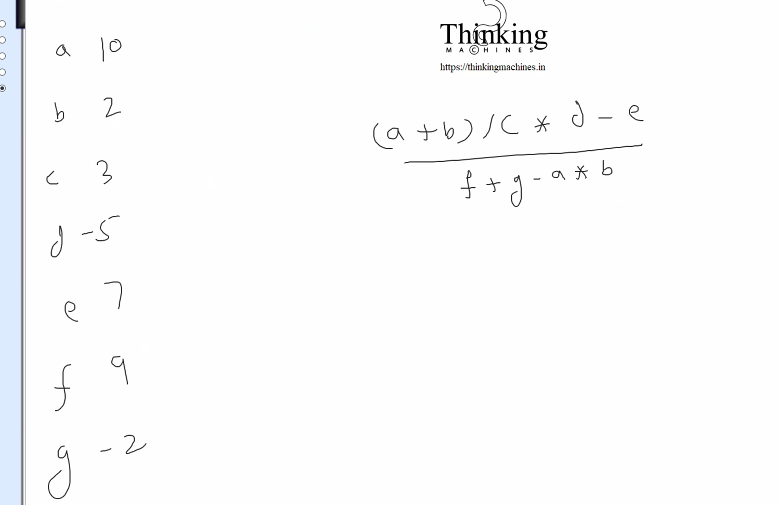 Thinking
MACHINES
https://thinkingmachines.in
a 10
b 2
c 3
d -5
e 7
f 9
g -2
(a+b)/c * d - e
f + g - a * b